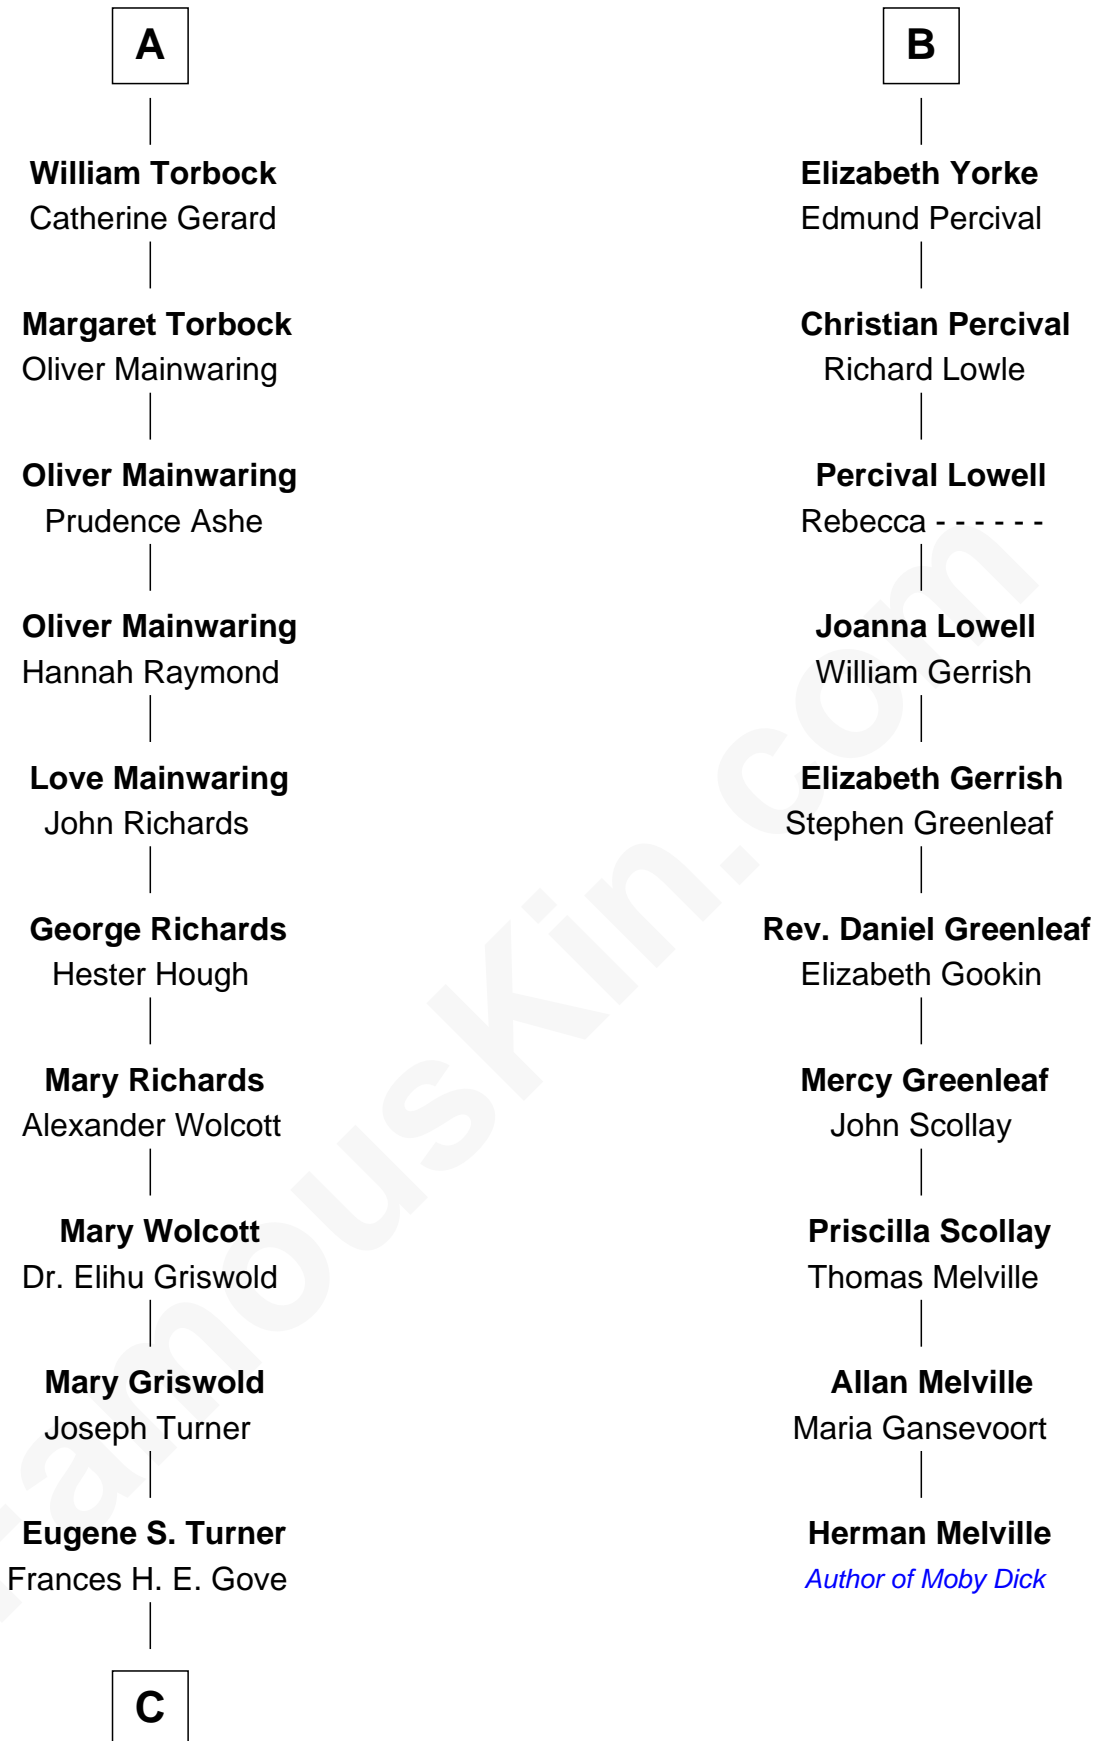 A
William Torbock
Catherine Gerard
Margaret Torbock
Oliver Mainwaring
Oliver Mainwaring
Prudence Ashe
Oliver Mainwaring
Hannah Raymond
Love Mainwaring
John Richards
George Richards
Hester Hough
Mary Richards
Alexander Wolcott
Mary Wolcott
Dr. Elihu Griswold
Mary Griswold
Joseph Turner
Eugene S. Turner
Frances H. E. Gove
C
B
Elizabeth Yorke
Edmund Percival
Christian Percival
Richard Lowle
Percival Lowell
Rebecca - - - - - -
Joanna Lowell
William Gerrish
Elizabeth Gerrish
Stephen Greenleaf
Rev. Daniel Greenleaf
Elizabeth Gookin
Mercy Greenleaf
John Scollay
Priscilla Scollay
Thomas Melville
Allan Melville
Maria Gansevoort
Herman Melville
Author of Moby Dick
FamousKin.com